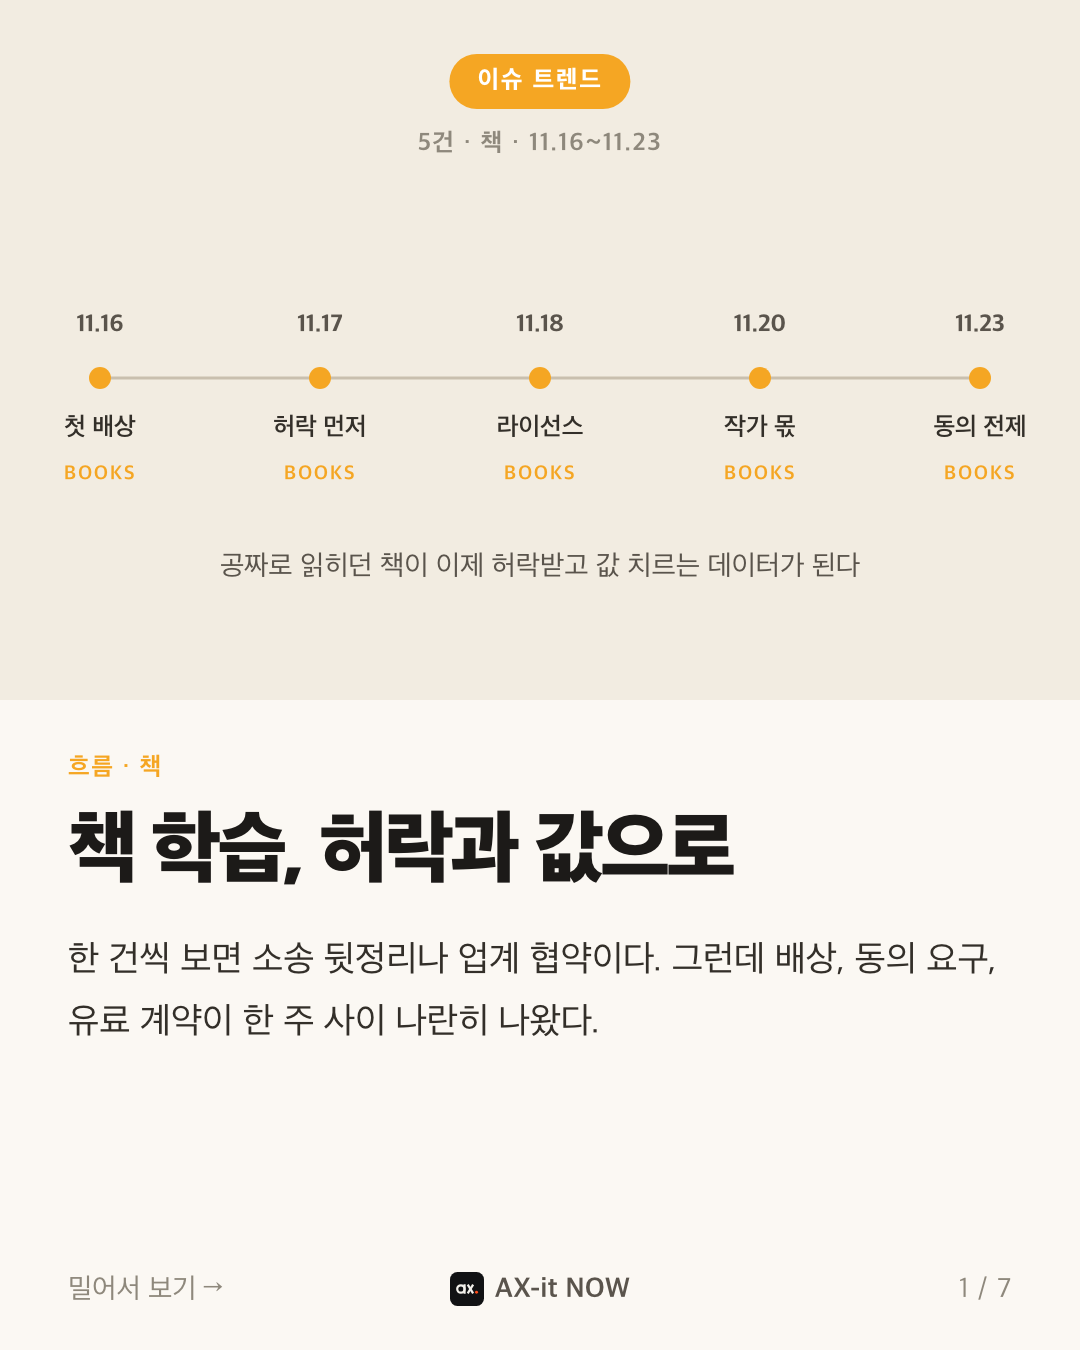 이슈 트렌드
5건 · 책 · 11.16~11.23
11.16 11.17 11.18 11.20 11.23
첫 배상 허락 먼저 라이선스 작가 몫 동의 전제
BOOKS BOOKS BOOKS BOOKS BOOKS
공짜로 읽히던 책이 이제 허락받고 값 치르는 데이터가 된다
흐름 · 책
책 학습, 허락과 값으로
한 건씩 보면 소송 뒷정리나 업계 협약이다. 그런데 배상, 동의 요구,
유료 계약이 한 주 사이 나란히 나왔다.
밀어서 보기 → ax. AX-it NOW 1 / 7